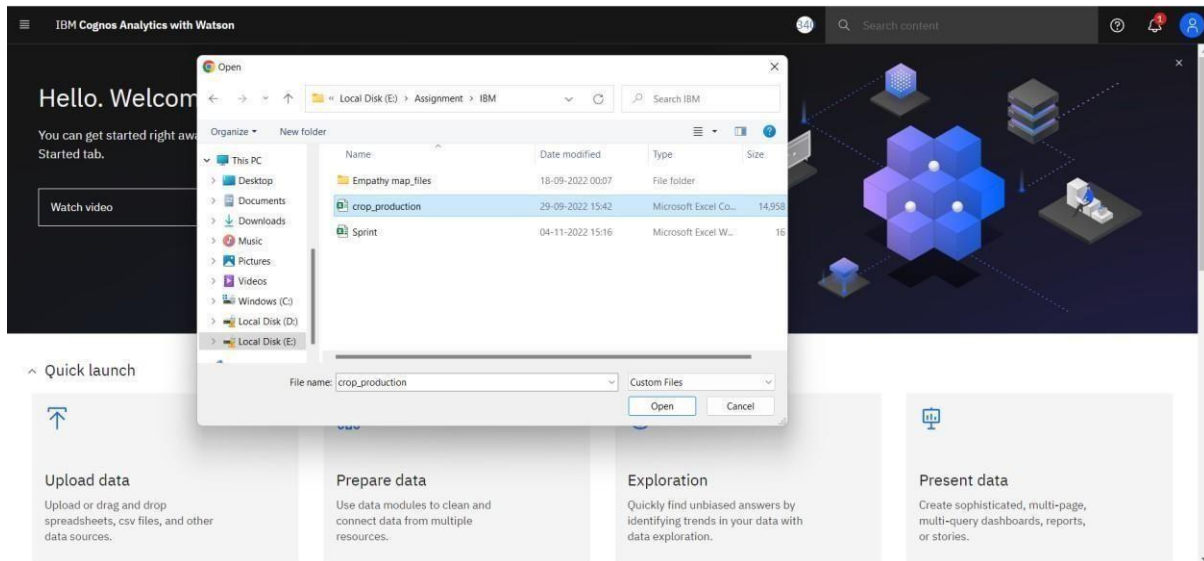 IBM Cognos Analytics with Watson
Search content
1
Hello. Welcom
You can get started right awa
Started tab.
Watch video
Open
« Local Disk (E:) > Assignment > IBM
Search IBM
Organize
New folder
Name Date modified Type Size
This PC
Desktop
Documents
Downloads
Music
Pictures
Videos
Windows (C:)
Local Disk (D:)
Local Disk (E:)
Empathy map_files 18-09-2022 00:07 File folder
crop_production 29-09-2022 15:42 Microsoft Excel Co... 14,958
Sprint 04-11-2022 15:16 Microsoft Excel W... 16
File name: crop_production
Custom Files
Open
Cancel
Quick launch
Upload data
Upload or drag and drop
spreadsheets, csv files, and other
data sources.
Prepare data
Use data modules to clean and
connect data from multiple
resources.
Exploration
Quickly find unbiased answers by
identifying trends in your data with
data exploration.
Present data
Create sophisticated, multi-page,
multi-query dashboards, reports,
or stories.